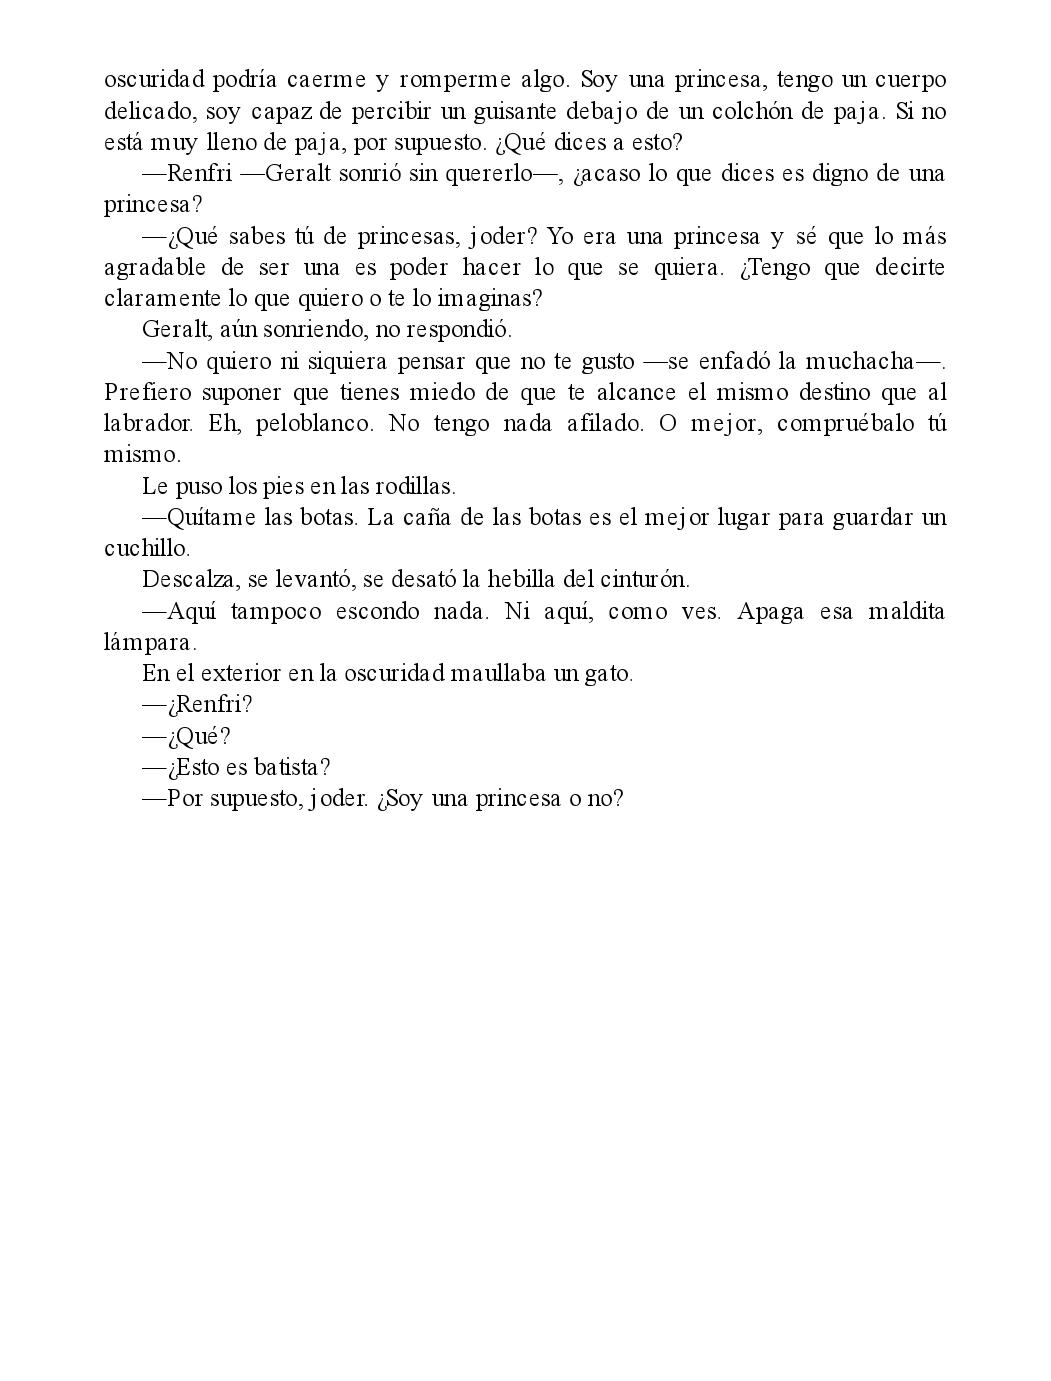 oscuridad podría caerme y romperme algo. Soy una princesa, tengo un cuerpo
delicado, soy capaz de percibir un guisante debajo de un colchón de paja. Si no
está muy lleno de paja, por supuesto. ¿Qué dices a esto?
—Renfri —Geralt sonrió sin quererlo—, ¿acaso lo que dices es digno de una
princesa?
—¿Qué sabes tú de princesas, joder? Yo era una princesa y sé que lo más
agradable de ser una es poder hacer lo que se quiera. ¿Tengo que decirte
claramente lo que quiero o te lo imaginas?
Geralt, aún sonriendo, no respondió.
—No quiero ni siquiera pensar que no te gusto —se enfadó la muchacha—.
Prefiero suponer que tienes miedo de que te alcance el mismo destino que al
labrador. Eh, peloblanco. No tengo nada afilado. O mejor, compruébalo tú
mismo.
Le puso los pies en las rodillas.
—Quítame las botas. La caña de las botas es el mejor lugar para guardar un
cuchillo.
Descalza, se levantó, se desató la hebilla del cinturón.
—Aquí tampoco escondo nada. Ni aquí, como ves. Apaga esa maldita
lámpara.
En el exterior en la oscuridad maullaba un gato.
—¿Renfri?
—¿Qué?
—¿Esto es batista?
—Por supuesto, joder. ¿Soy una princesa o no?